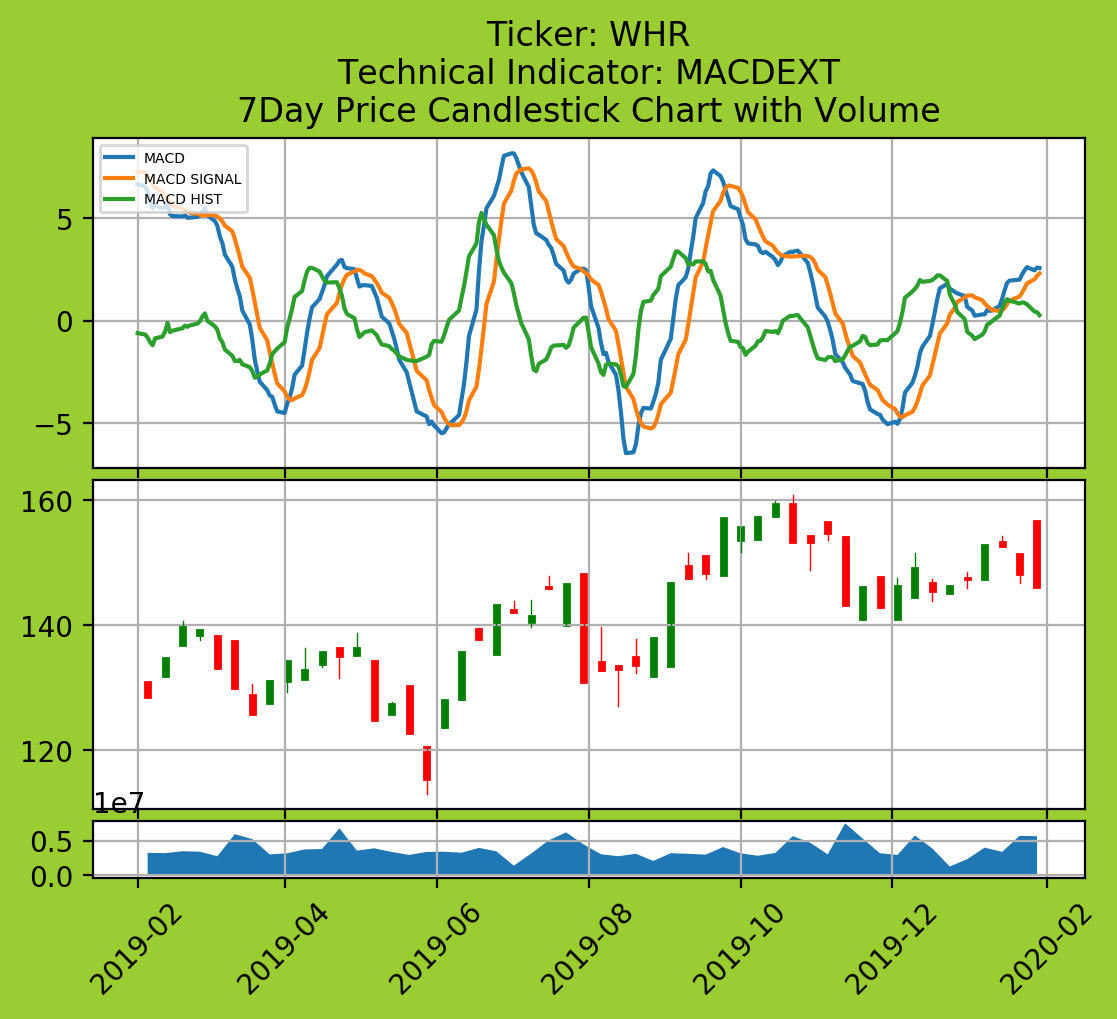 Ticker: WHR
Technical Indicator: MACDEXT
7Day Price Candlestick Chart with Volume
MACD
MACD SIGNAL
MACD HIST
5
0
−5
160
140
120
1e7
0.5
0.0
2019-02
2019-04
2019-06
2019-08
2019-10
2019-12
2020-02